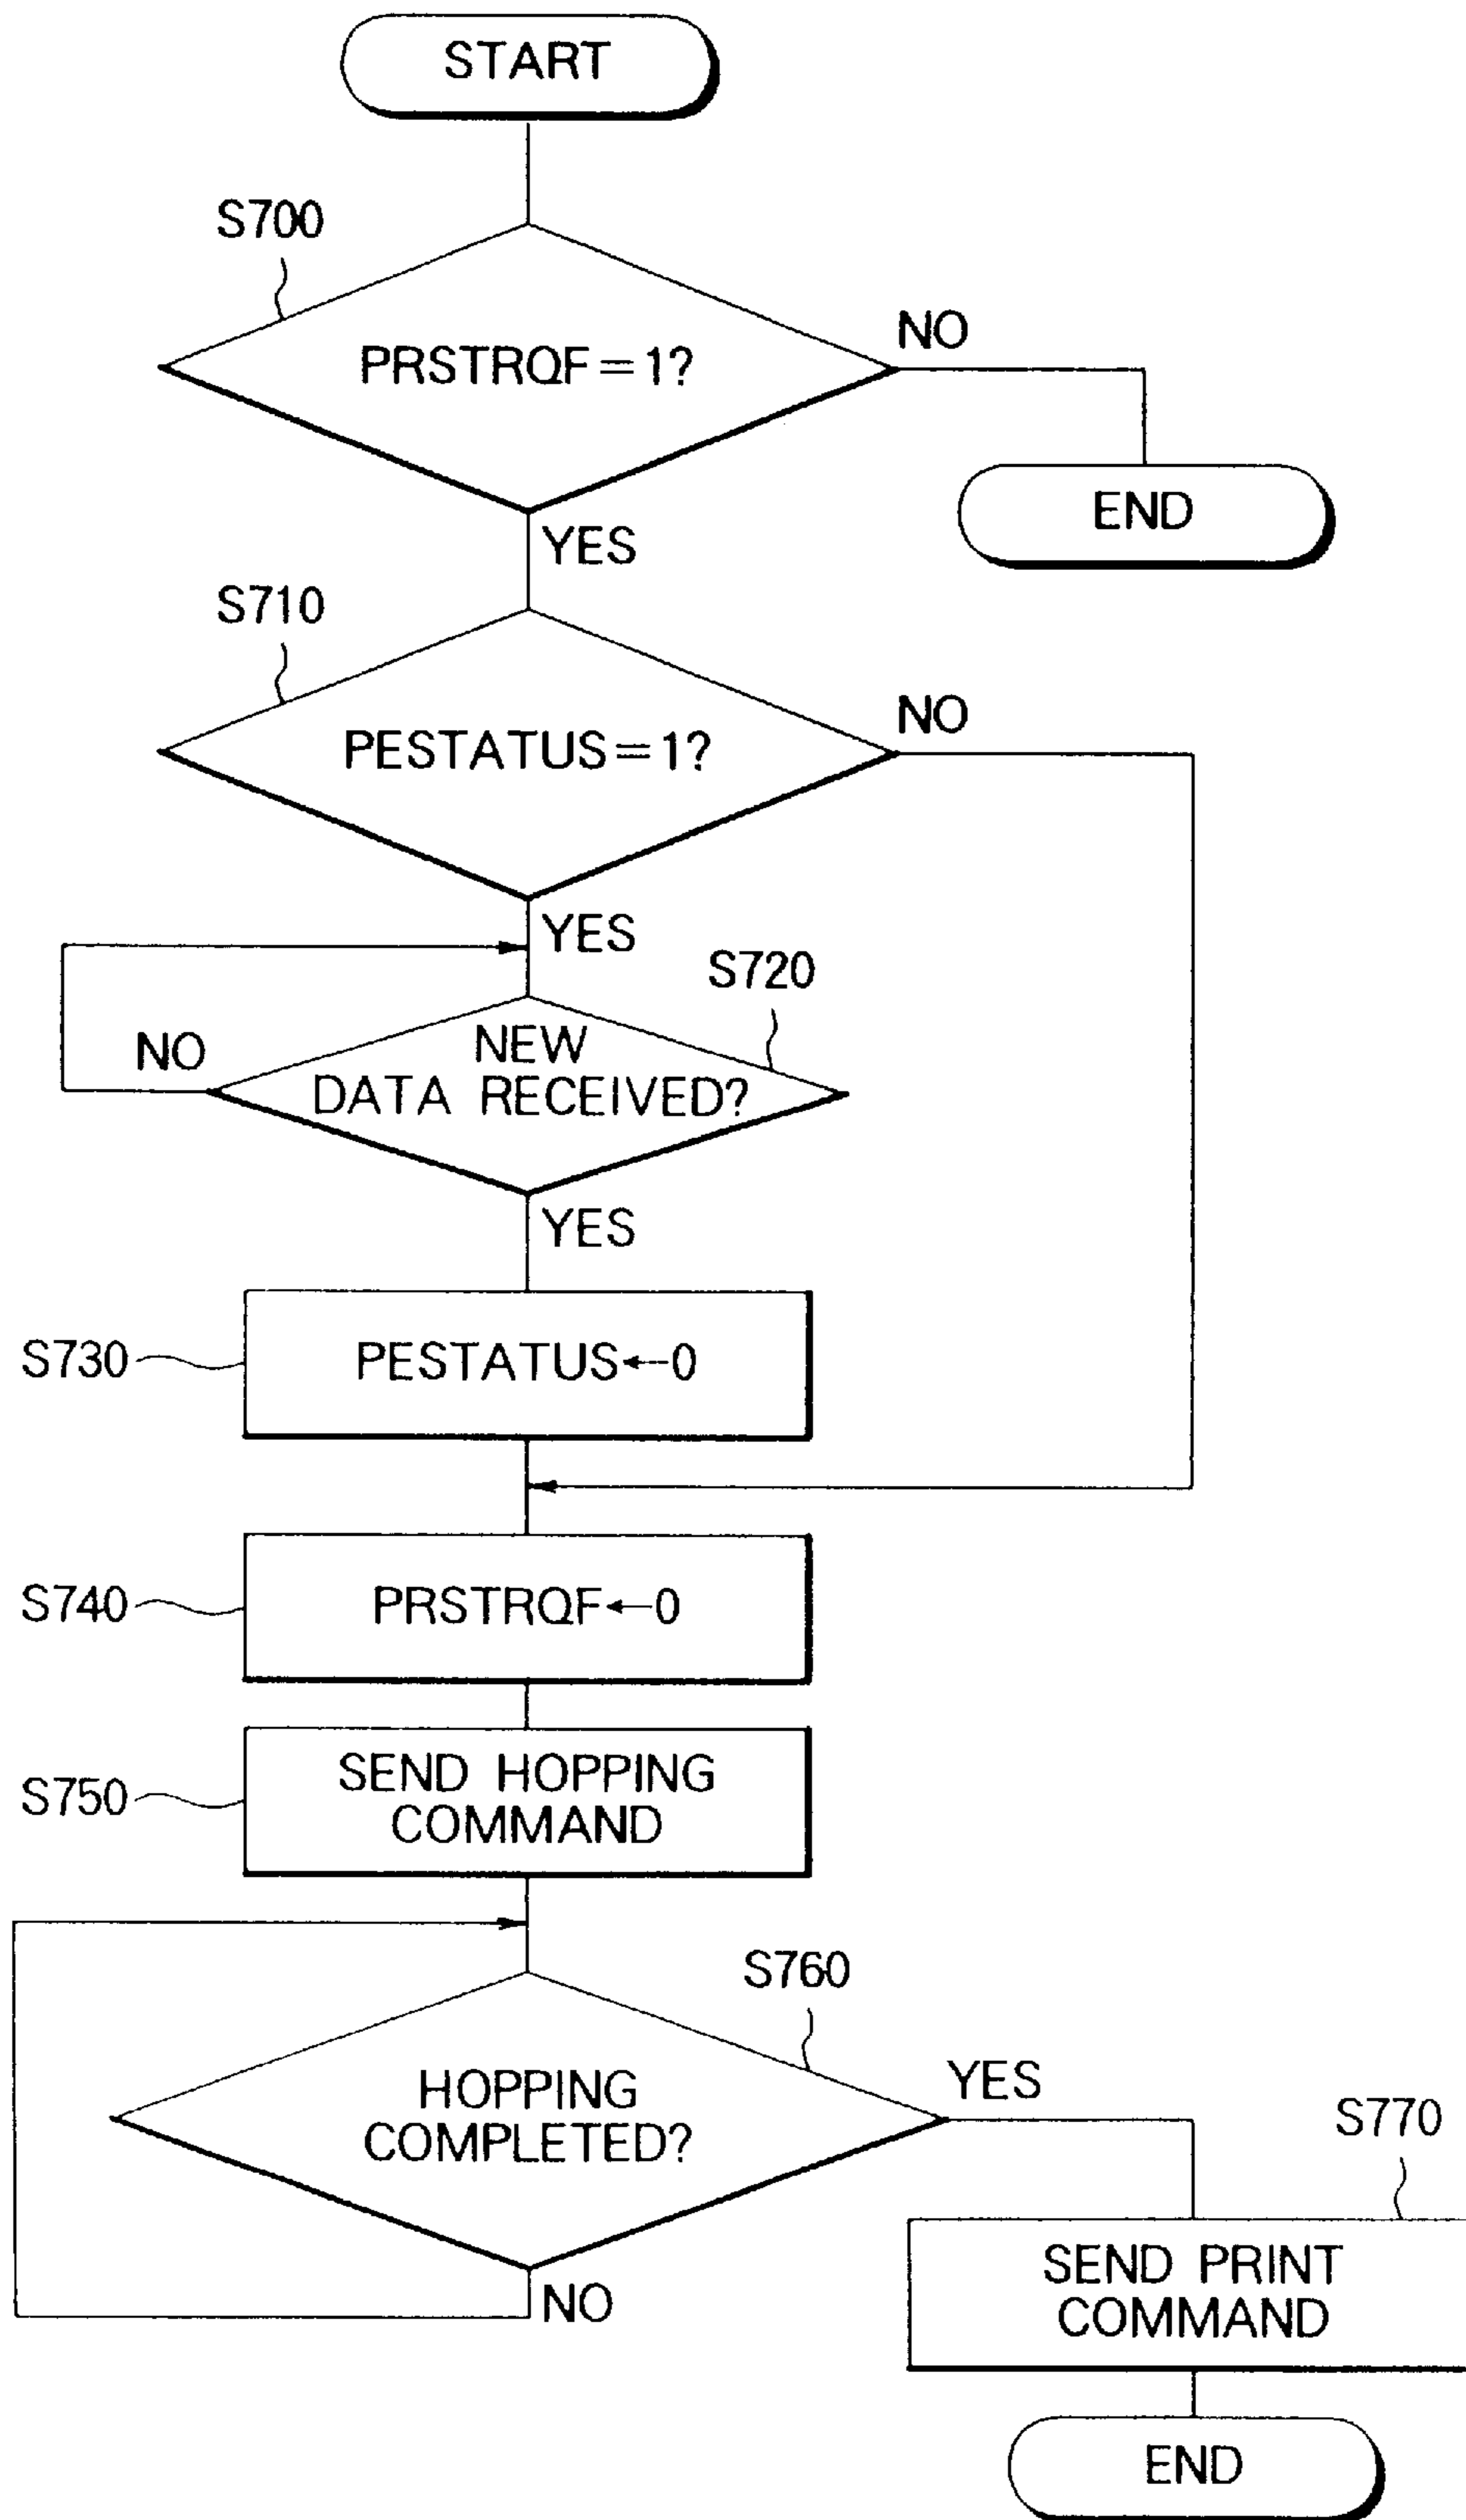 START
S700
PRSTRQF=1?
NO
END
YES
S710
PESTATUS=1?
NO
YES
S720
NO
NEW
DATA RECEIVED?
YES
S730
PESTATUS←0
S740
PRSTRQF←0
S750
SEND HOPPING
COMMAND
S760
HOPPING
COMPLETED?
YES
NO
S770
SEND PRINT
COMMAND
END